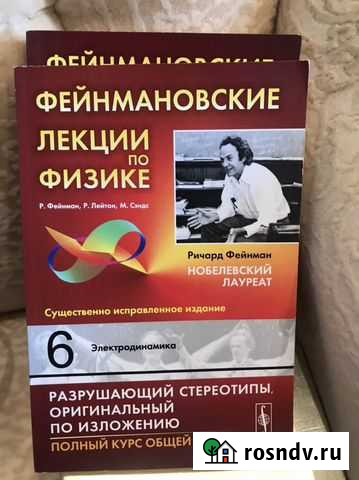 ФЕЙНМАНОВСКИЕ
ФЕЙНМАНОВСКИЕ
ЛЕКЦИИ
ПО
ФИЗИКЕ
Р. Фейнман, Р. Лейтон, М. Сэндс
Ричард Фейнман
НОБЕЛЕВСКИЙ
ЛАУРЕАТ
Существенно исправленное издание
6 Электродинамика
РАЗРУШАЮЩИЙ СТЕРЕОТИПЫ,
ОРИГИНАЛЬНЫЙ
ПО ИЗЛОЖЕНИЮ
ПОЛНЫЙ КУРС ОБЩЕЙ
URSS
rosndv.ru